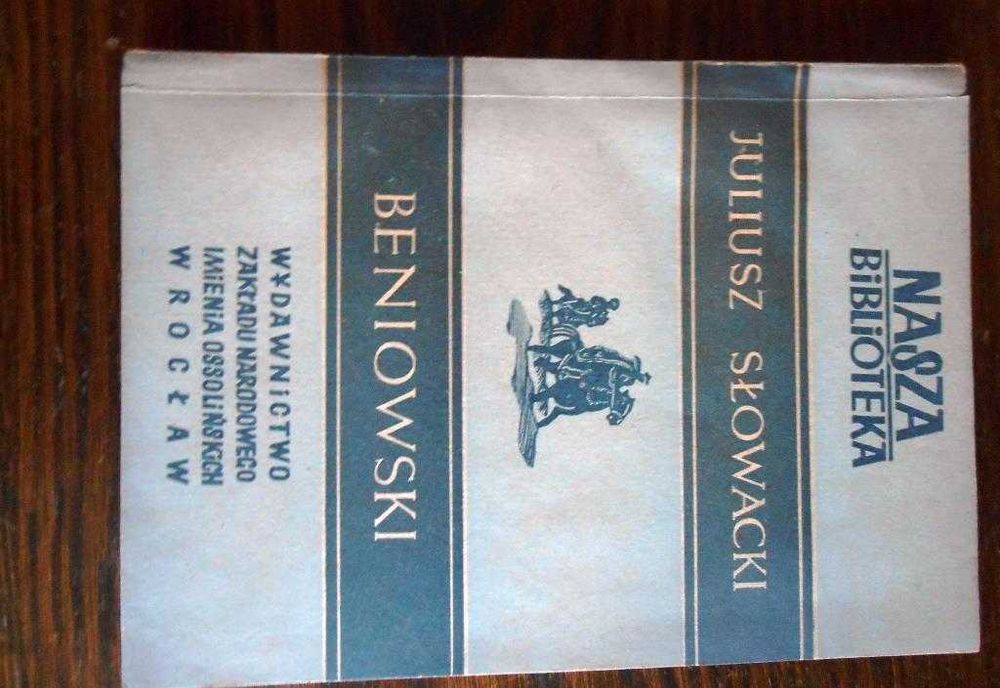 NASZA
BiBLiOTEKA
JULIUSZ SŁOWACKI
BENIOWSKI
WYDAWNiCTWO
ZAKŁADU NARODOWEGO
IMiENiA OSSOLIŃSKiCH
WROCŁAW